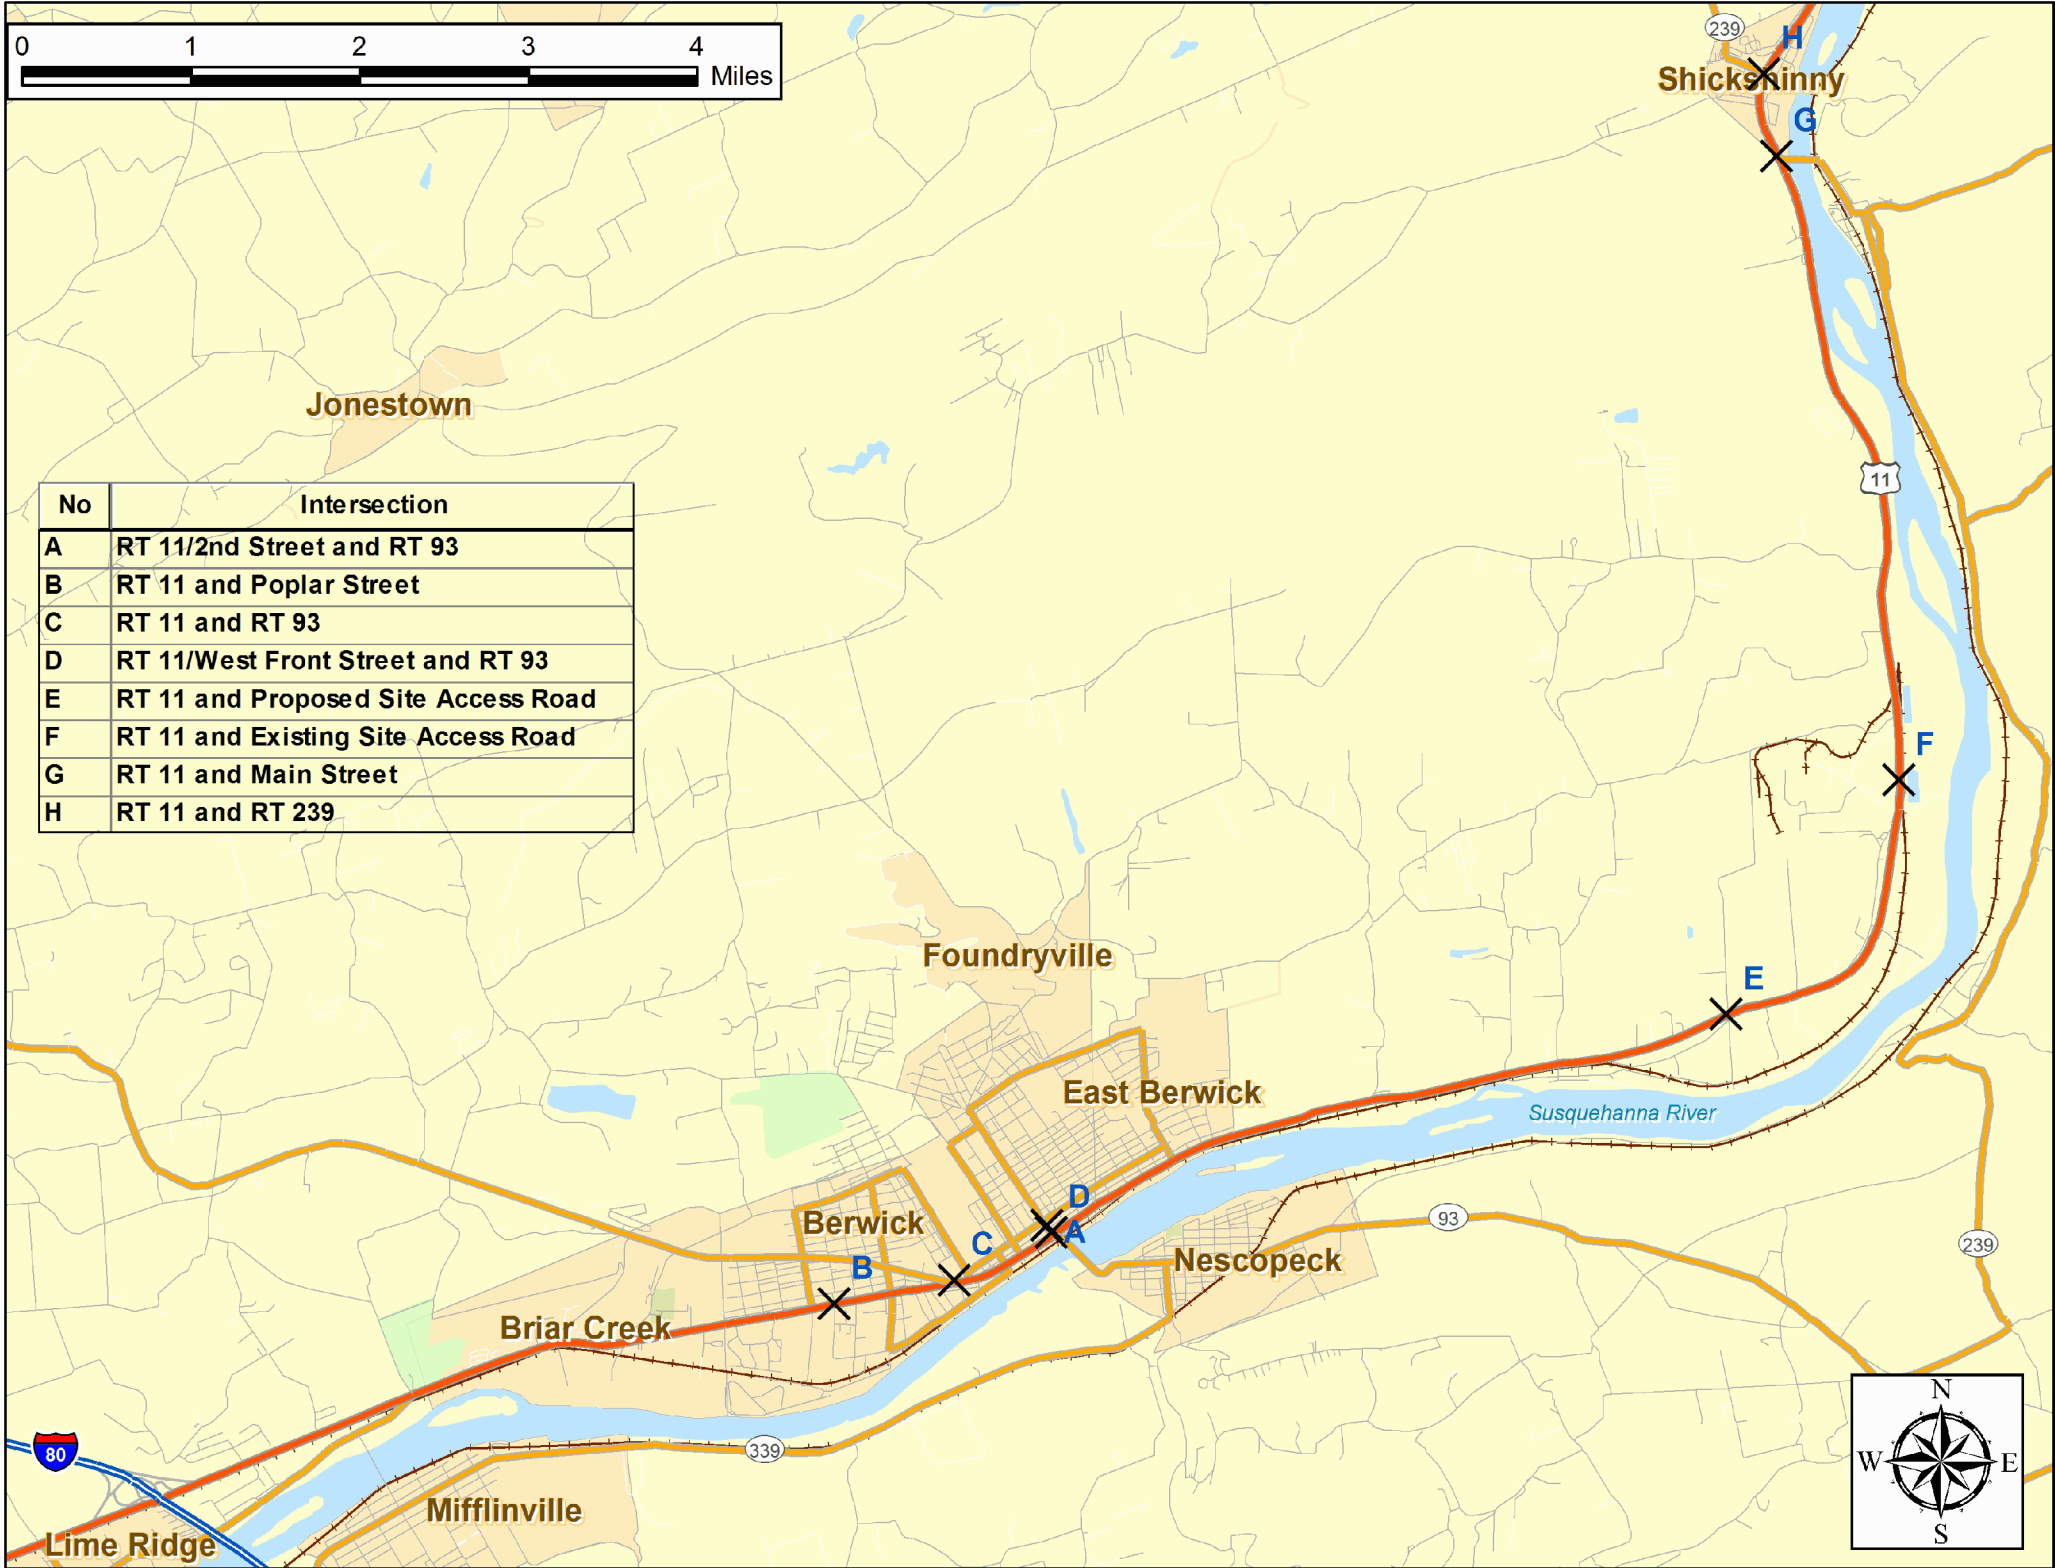 0 1 2 3 4
Miles
239
H
Shickshinny
G
Jonestown
11
No Intersection
A RT 11/2nd Street and RT 93
B RT 11 and Poplar Street
C RT 11 and RT 93
D RT 11/West Front Street and RT 93
E RT 11 and Proposed Site Access Road
F RT 11 and Existing Site Access Road
G RT 11 and Main Street
H RT 11 and RT 239
F
Foundryville
E
East Berwick
Susquehanna River
D
Berwick
A
C
93
239
B
Nescopeck
Briar Creek
80
339
Mifflinville
Lime Ridge
N
W E
S